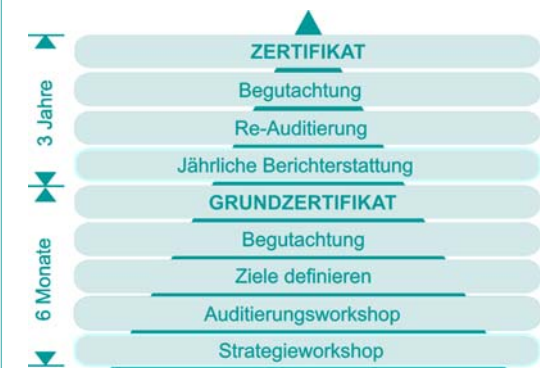 ZERTIFIKAT
Begutachtung
Re-Auditierung
Jährliche Berichterstattung
GRUNDZERTIFIKAT
Begutachtung
Ziele definieren
Auditierungsworkshop
Strategieworkshop
3 Jahre
6 Monate